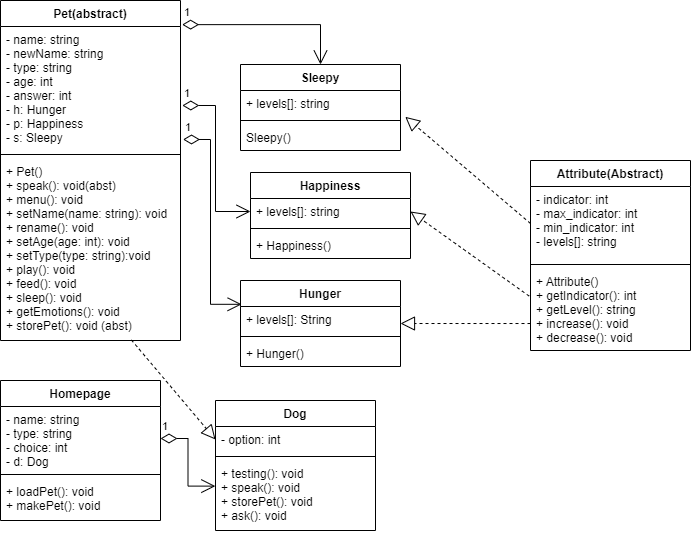 Pet(abstract)
- name: string
- newName: string
- type: string
- age: int
- answer: int
- h: Hunger
- p: Happiness
- s: Sleepy
+ Pet()
+ speak(): void(abst)
+ menu(): void
+ setName(name: string): void
+ rename(): void
+ setAge(age: int): void
+ setType(type: string):void
+ play(): void
+ feed(): void
+ sleep(): void
+ getEmotions(): void
+ storePet(): void (abst)
1
1
1
Sleepy
+ levels[]: string
Sleepy()
Happiness
+ levels[]: string
+ Happiness()
Hunger
+ levels[]: String
+ Hunger()
Attribute(Abstract)
- indicator: int
- max_indicator: int
- min_indicator: int
- levels[]: string
+ Attribute()
+ getIndicator(): int
+ getLevel(): string
+ increase(): void
+ decrease(): void
Homepage
- name: string
- type: string
- choice: int
- d: Dog
+ loadPet(): void
+ makePet(): void
1
Dog
- option: int
+ testing(): void
+ speak(): void
+ storePet(): void
+ ask(): void